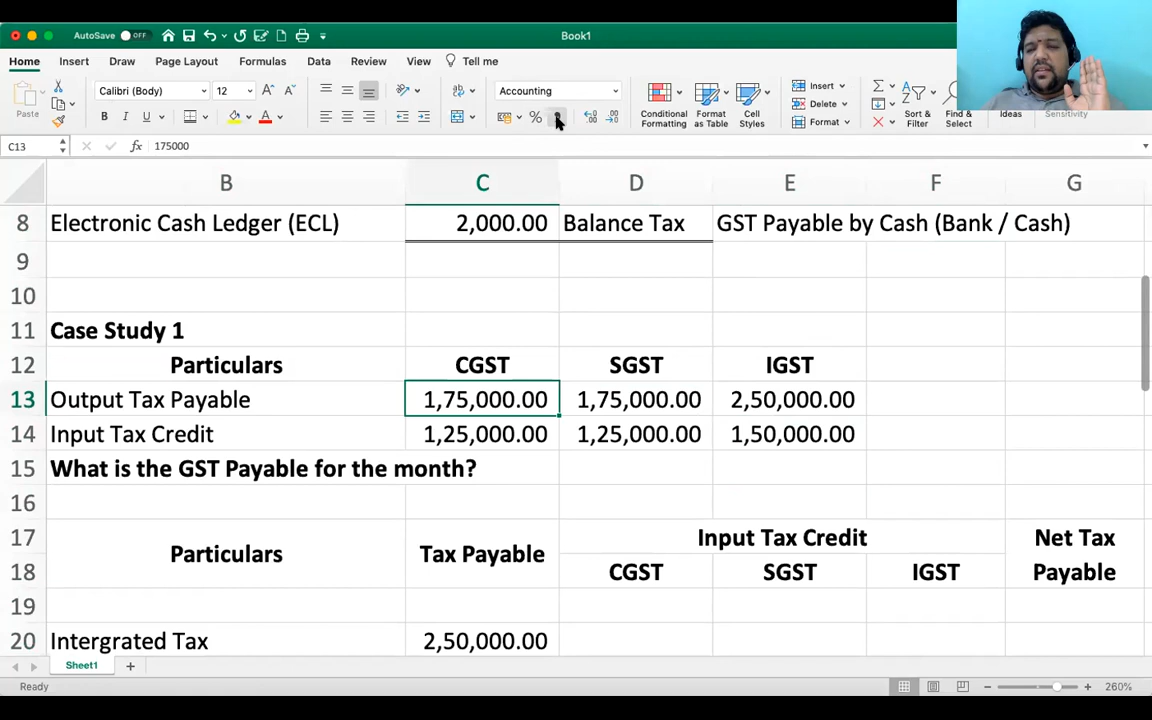 AutoSave OFF Book1
Home Insert Draw Page Layout Formulas Data Review View Tell me
Paste Calibri (Body) 12 A A Accounting Conditional Formatting Format as Table Cell Styles Insert Delete Format Sort & Filter Find & Select Ideas Sensitivity
B I U A %
C13 fx 175000
B C D E F G
8 Electronic Cash Ledger (ECL) 2,000.00 Balance Tax GST Payable by Cash (Bank / Cash)
9
10
11 Case Study 1
12 Particulars CGST SGST IGST
13 Output Tax Payable 1,75,000.00 1,75,000.00 2,50,000.00
14 Input Tax Credit 1,25,000.00 1,25,000.00 1,50,000.00
15 What is the GST Payable for the month?
16
17 Particulars Tax Payable Input Tax Credit Net Tax
18 CGST SGST IGST Payable
19
20 Intergrated Tax 2,50,000.00
Sheet1 +
Ready 260%